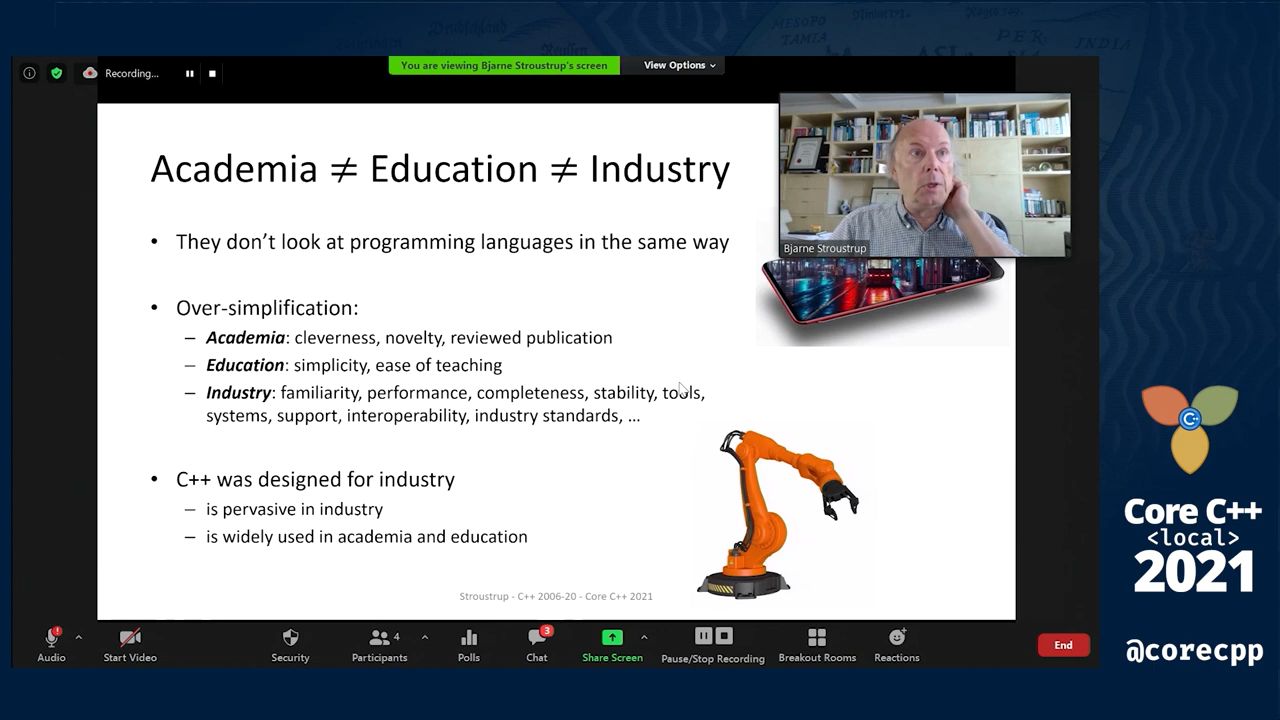 MESOPO
TAMIA
PER
INDIA
Recording...
You are viewing Bjarne Stroustrup's screen
View Options
Academia ≠ Education ≠ Industry
Bjarne Stroustrup
• They don't look at programming languages in the same way
• Over-simplification:
– Academia: cleverness, novelty, reviewed publication
– Education: simplicity, ease of teaching
– Industry: familiarity, performance, completeness, stability, tools,
systems, support, interoperability, industry standards, ...
• C++ was designed for industry
– is pervasive in industry
– is widely used in academia and education
Stroustrup - C++ 2006-20 - Core C++ 2021
C++
Core C++
<local>
2021
@corecpp
Audio
Start Video
Security
Participants
4
Polls
Chat
3
Share Screen
Pause/Stop Recording
Breakout Rooms
Reactions
End